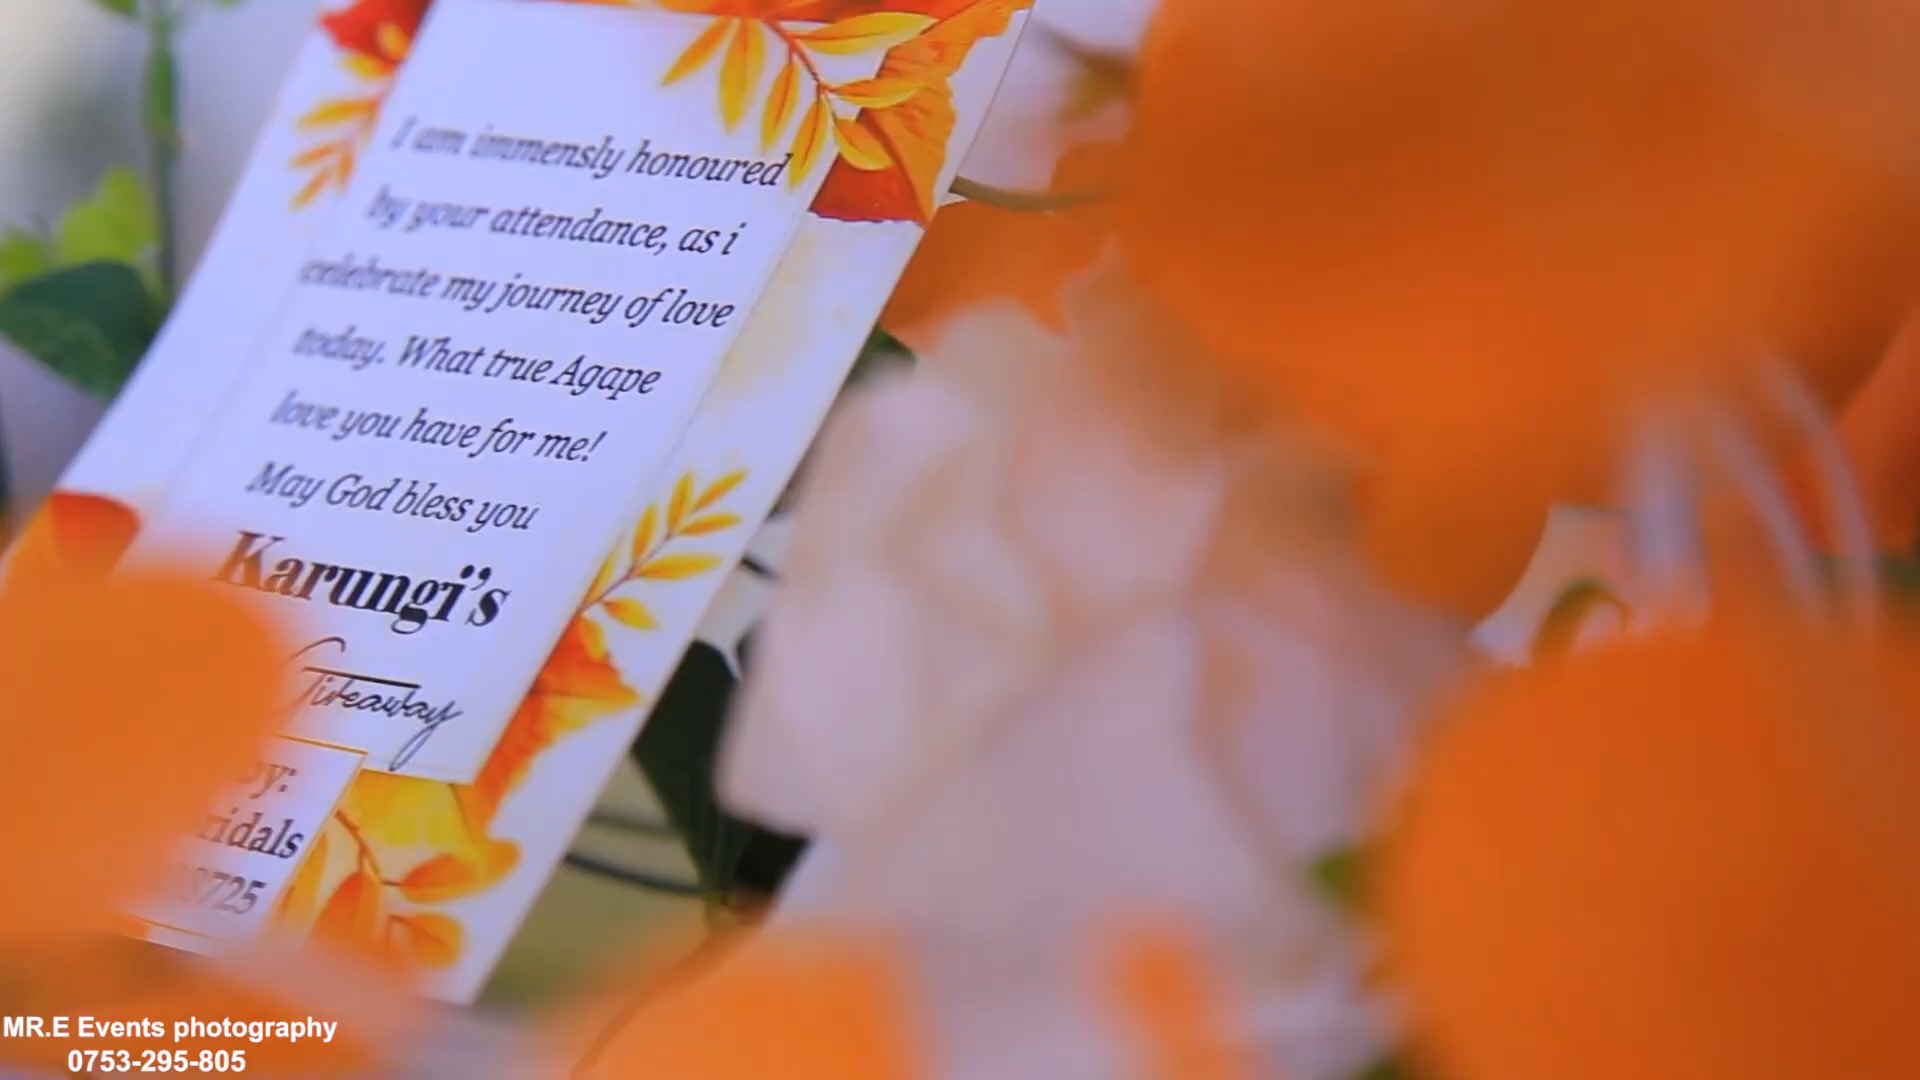 I am immensly honoured
by your attendance, as i
celebrate my journey of love
today. What true Agape
love you have for me!
May God bless you
Karungi's
Giveaway
by:
MR.E Events photography
0753-295-805